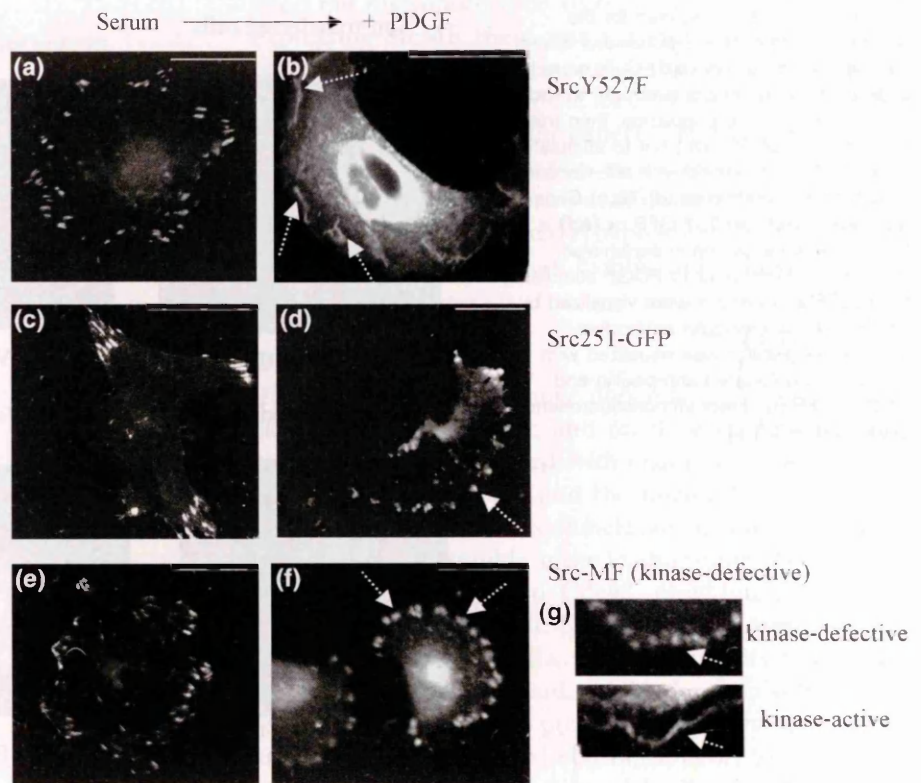 Serum + PDGF
(a) (b) SrcY527F
(c) (d) Src251-GFP
(e) (f) Src-MF (kinase-defective)
(g)
kinase-defective
kinase-active